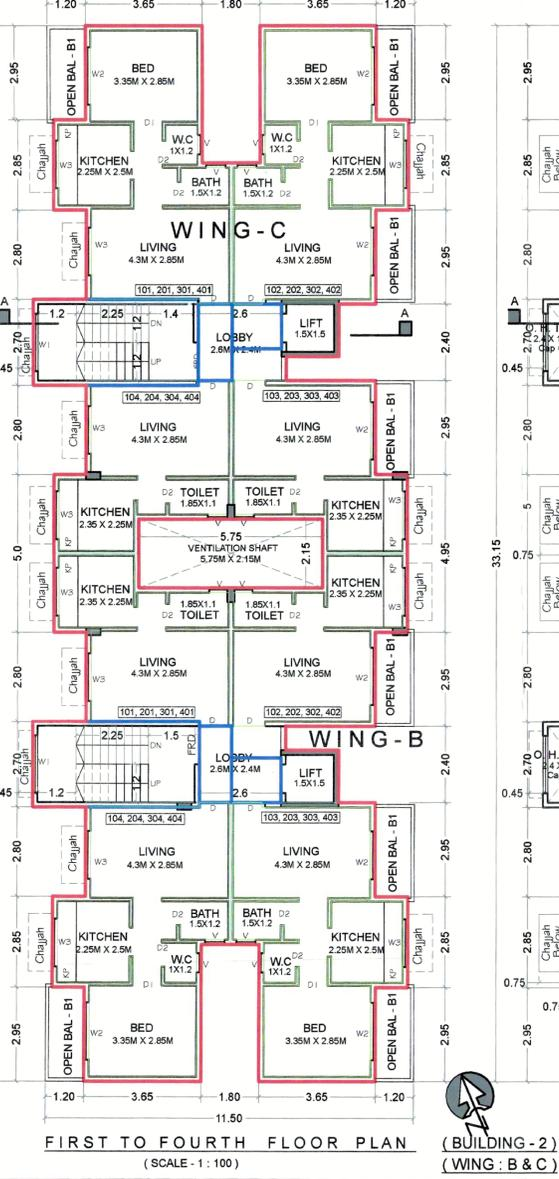 1.20 3.65 1.80 3.65 1.20
2.95 OPEN BAL - B1 BED BED OPEN BAL - B1 2.95
W2 3.35M X 2.85M 3.35M X 2.85M W2
D1 D1
KP W.C W.C KP
1X1.2 1X1.2
2.85 Chajjah W3 KITCHEN D2 V V D2 KITCHEN W3 Chajjah 2.85
2.25M X 2.5M 2.25M X 2.5M
V V
D2 BATH BATH D2
1.5X1.2 1.5X1.2
WING-C
2.80 Chajjah W3 LIVING LIVING OPEN BAL - B1 2.95
4.3M X 2.85M 4.3M X 2.85M W2
101, 201, 301, 401 102, 202, 302, 402
D D
A 1.2 2.25 1.4 2.6 LIFT A A
1.5X1.5
2.70 Chajjah W1 DN 1.2 LOBBY 2.40
2.6M X 2.4M
UP 1.2 FRD
45 0.45
D D
104, 204, 304, 404 103, 203, 303, 403
2.80 Chajjah W3 LIVING LIVING W2 OPEN BAL - B1 2.95
4.3M X 2.85M 4.3M X 2.85M
D2 TOILET TOILET D2
1.85X1.1 1.85X1.1
Chajjah W3 KP KITCHEN KITCHEN W3 KP Chajjah
2.35 X 2.25M 2.35 X 2.25M
V V
5.0 5.75 4.95 33.15 0.75
VENTILATION SHAFT 2.15
5.75M X 2.15M
V V
Chajjah KP W3 KITCHEN KITCHEN KP W3 Chajjah
2.35 X 2.25M 2.35 X 2.25M
D2 1.85X1.1 1.85X1.1 D2
TOILET TOILET
2.80 Chajjah W3 LIVING LIVING W2 OPEN BAL - B1 2.95
4.3M X 2.85M 4.3M X 2.85M
101, 201, 301, 401 102, 202, 302, 402
D D
WING-B
2.25 1.5
2.70 Chajjah W1 DN FRD LOBBY LIFT 2.40
2.6M X 2.4M 1.5X1.5
1.2 1.2 UP 2.6 0.45
45
D D
104, 204, 304, 404 103, 203, 303, 403
2.80 Chajjah W3 LIVING LIVING W2 OPEN BAL - B1 2.95
4.3M X 2.85M 4.3M X 2.85M
D2 BATH BATH D2
1.5X1.2 1.5X1.2
2.85 Chajjah W3 KP KITCHEN D2 V V D2 KITCHEN W3 KP Chajjah 2.85
2.25M X 2.5M 2.25M X 2.5M
W.C W.C
1X1.2 1X1.2
V V
D1 D1 0.75
2.95 OPEN BAL - B1 W2 BED BED W2 OPEN BAL - B1 2.95
3.35M X 2.85M 3.35M X 2.85M
1.20 3.65 1.80 3.65 1.20
11.50
N
FIRST TO FOURTH FLOOR PLAN
( SCALE - 1 : 100 )
( BUILDING - 2 )
( WING : B & C )